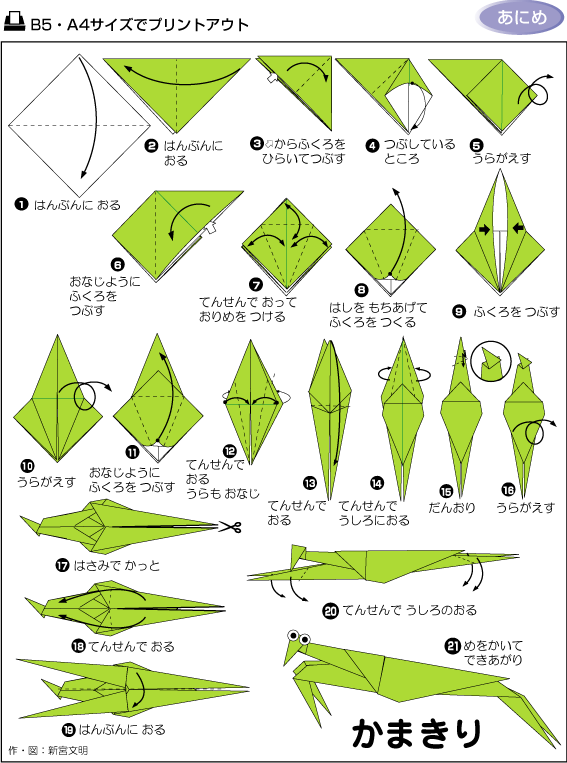 B5・A4サイズでプリントアウト
あにめ
1 はんぶんに おる
2 はんぶんに
おる
3 ⇩からふくろを
ひらいてつぶす
4 つぶしている
ところ
5 うらがえす
6
おなじように
ふくろを
つぶす
7
てんせんで おって
おりめを つける
8
はしを もちあげて
ふくろを つくる
9 ふくろを つぶす
10
うらがえす
11
おなじように
ふくろを つぶす
12
てんせんで
おる
うらも おなじ
13
てんせんで
おる
14
てんせんで
うしろにおる
15
だんおり
16
うらがえす
17 はさみで かっと
18 てんせんで おる
19 はんぶんに おる
20 てんせんで うしろのおる
21 めをかいて
できあがり
かまきり
作・図:新宮文明